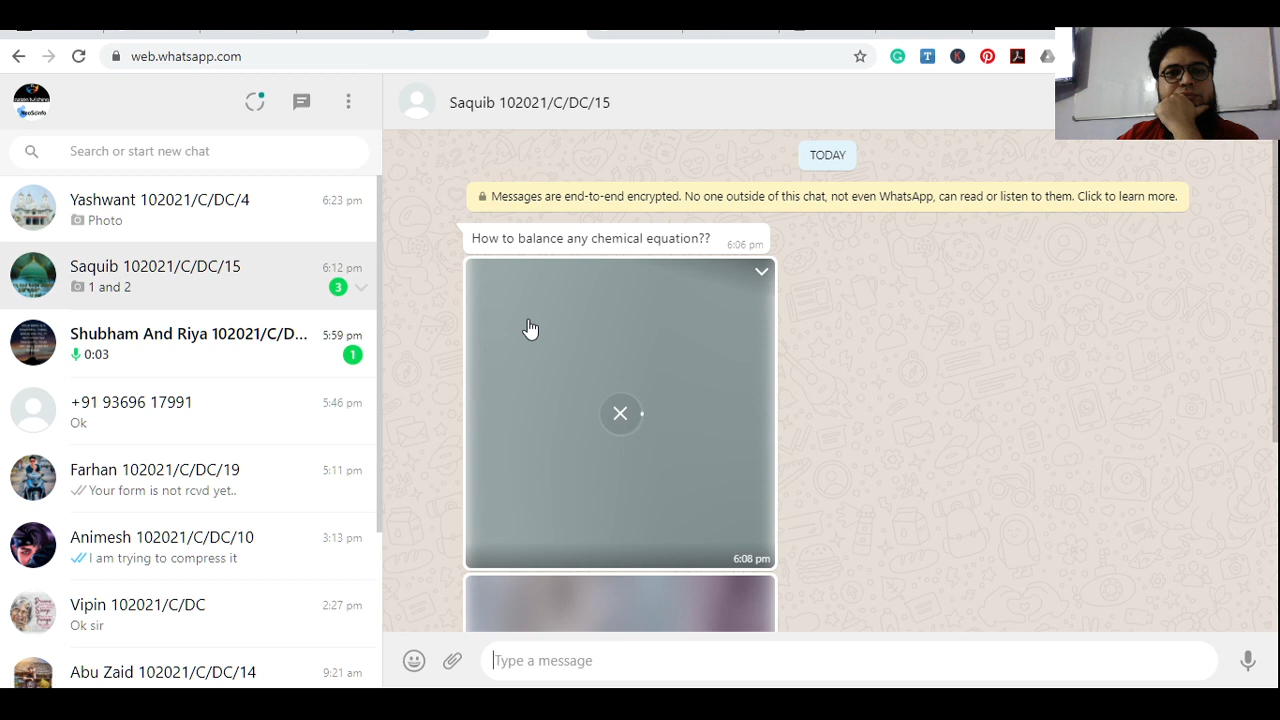 web.whatsapp.com
Search or start new chat
Yashwant 102021/C/DC/4
6:23 pm
Photo
Saquib 102021/C/DC/15
6:12 pm
1 and 2
3
Shubham And Riya 102021/C/D...
5:59 pm
0:03
1
+91 93696 17991
5:46 pm
Ok
Farhan 102021/C/DC/19
5:11 pm
Your form is not rcvd yet..
Animesh 102021/C/DC/10
3:13 pm
I am trying to compress it
Vipin 102021/C/DC
2:27 pm
Ok sir
Abu Zaid 102021/C/DC/14
9:21 am
Saquib 102021/C/DC/15
TODAY
Messages are end-to-end encrypted. No one outside of this chat, not even WhatsApp, can read or listen to them. Click to learn more.
How to balance any chemical equation??
6:06 pm
6:08 pm
Type a message